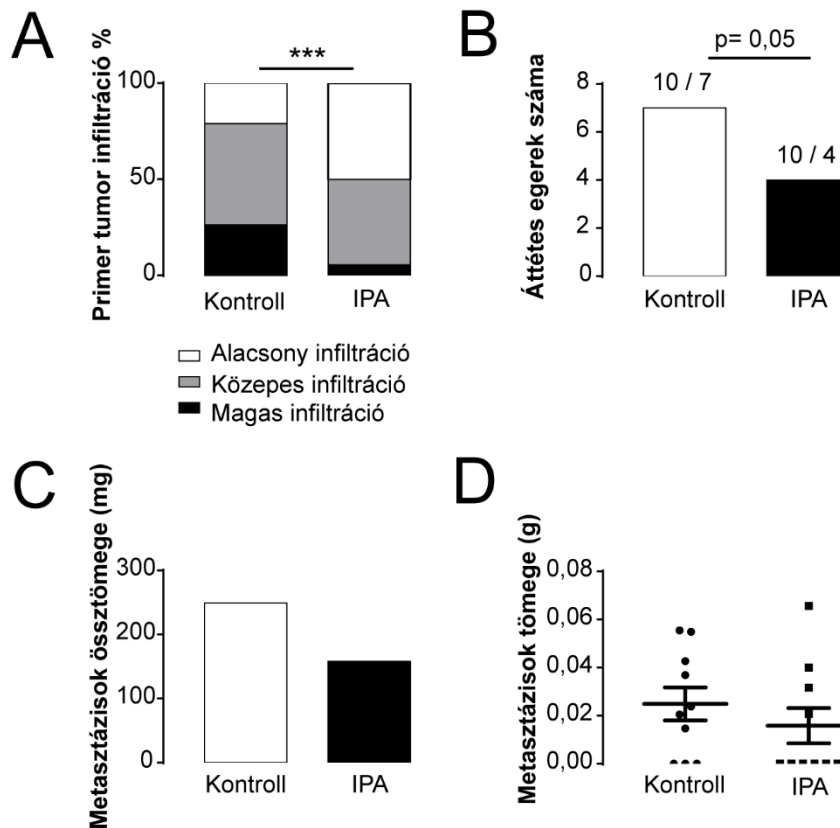 A
***
Primer tumor infiltráció %
100
50
0
Kontroll
IPA
Alacsony infiltráció
Közepes infiltráció
Magas infiltráció
B
p= 0,05
Áttétes egerek száma
8
6
4
2
0
10 / 7
10 / 4
Kontroll
IPA
C
Metasztázisok össztömege (mg)
300
200
100
0
Kontroll
IPA
D
Metasztázisok tömege (g)
0,08
0,06
0,04
0,02
0,00
Kontroll
IPA